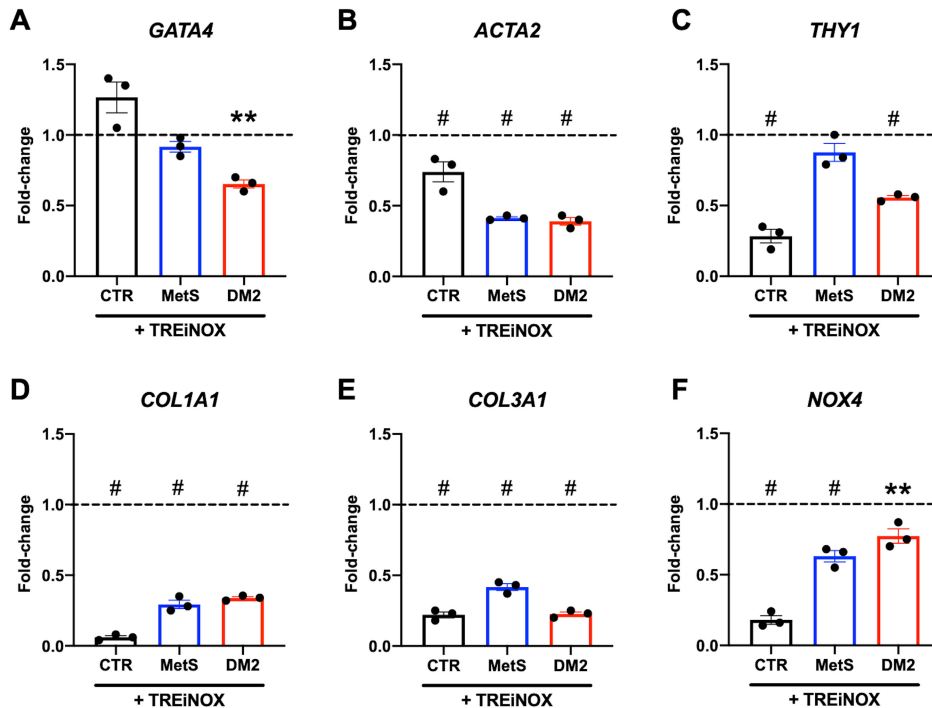 A
GATA4
Fold-change
1.5
1.0
0.5
0.0
**
CTR
MetS
DM2
+ TREiNOX
B
ACTA2
Fold-change
1.5
1.0
0.5
0.0
# # #
CTR
MetS
DM2
+ TREiNOX
C
THY1
Fold-change
1.5
1.0
0.5
0.0
# #
CTR
MetS
DM2
+ TREiNOX
D
COL1A1
Fold-change
1.5
1.0
0.5
0.0
# # #
CTR
MetS
DM2
+ TREiNOX
E
COL3A1
Fold-change
1.5
1.0
0.5
0.0
# # #
CTR
MetS
DM2
+ TREiNOX
F
NOX4
Fold-change
1.5
1.0
0.5
0.0
# # **
CTR
MetS
DM2
+ TREiNOX